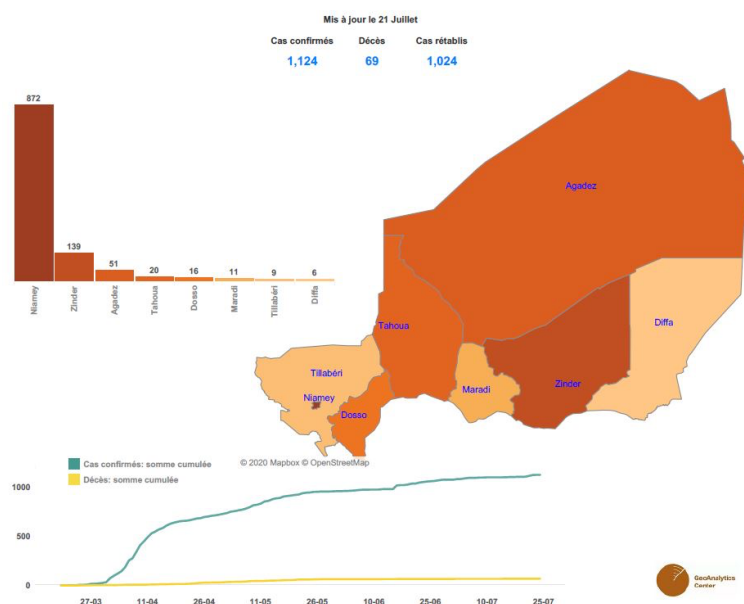 Mis à jour le 21 Juillet
Cas confirmés Décès Cas rétablis
1,124 69 1,024
872
139
51
20
16
11
9
6
Niamey
Zinder
Agadez
Tahoua
Dosso
Maradi
Tillabéri
Diffa
Agadez
Diffa
Tahoua
Tillabéri
Maradi
Zinder
Niamey
Dosso
© 2020 Mapbox © OpenStreetMap
Cas confirmés: somme cumulée
Décès: somme cumulée
1000
500
0
27-03 11-04 26-04 11-05 26-05 10-06 25-06 10-07 25-07
GeoAnalytics
Center